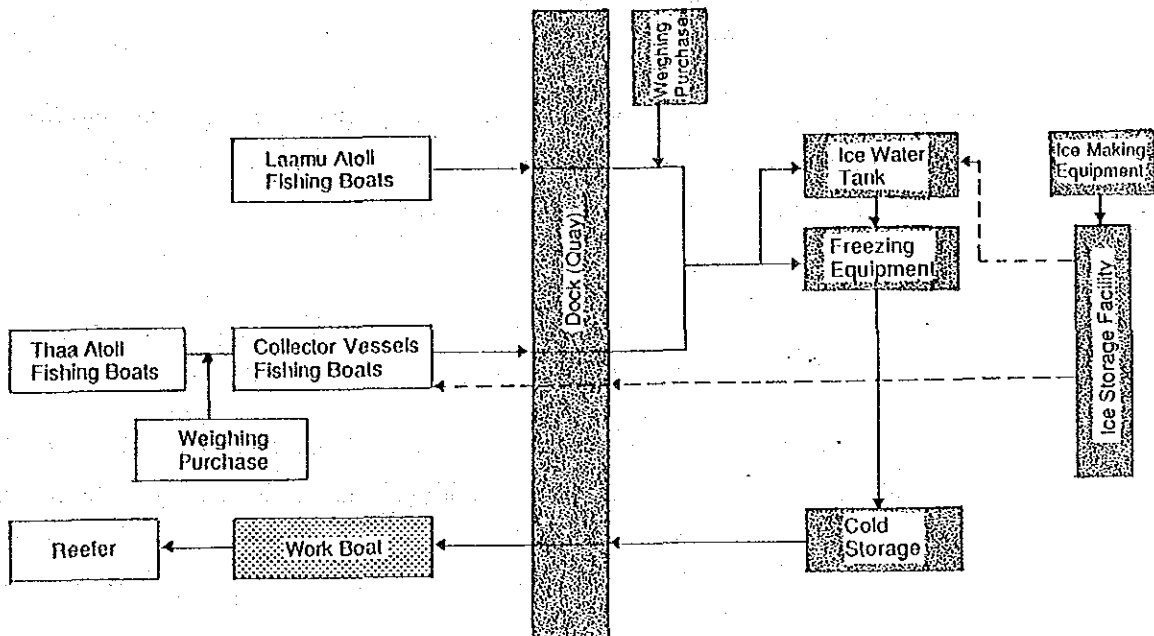 Weighing
Purchase
Laamu Atoll
Fishing Boats
Ice Water
Tank
Ice Making
Equipment
Dock (Quay)
Freezing
Equipment
Ice Storage Facility
Thaa Atoll
Fishing Boats
Collector Vessels
Fishing Boats
Weighing
Purchase
Reefer
Work Boat
Cold
Storage